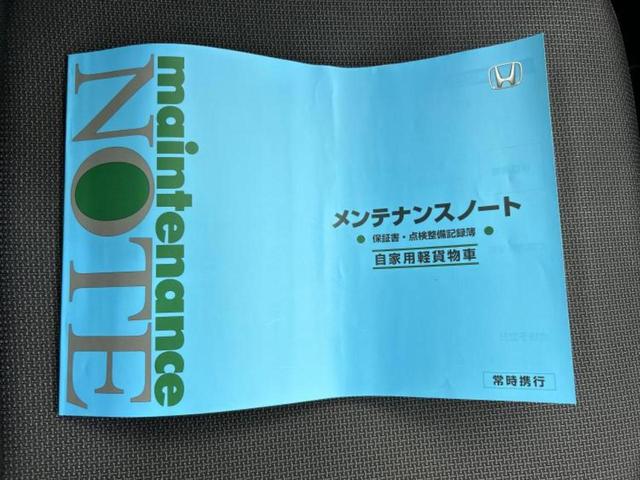 maintenance
NOTE
メンテナンスノート
保証書・点検整備記録簿
自家用軽貨物車
常時携行